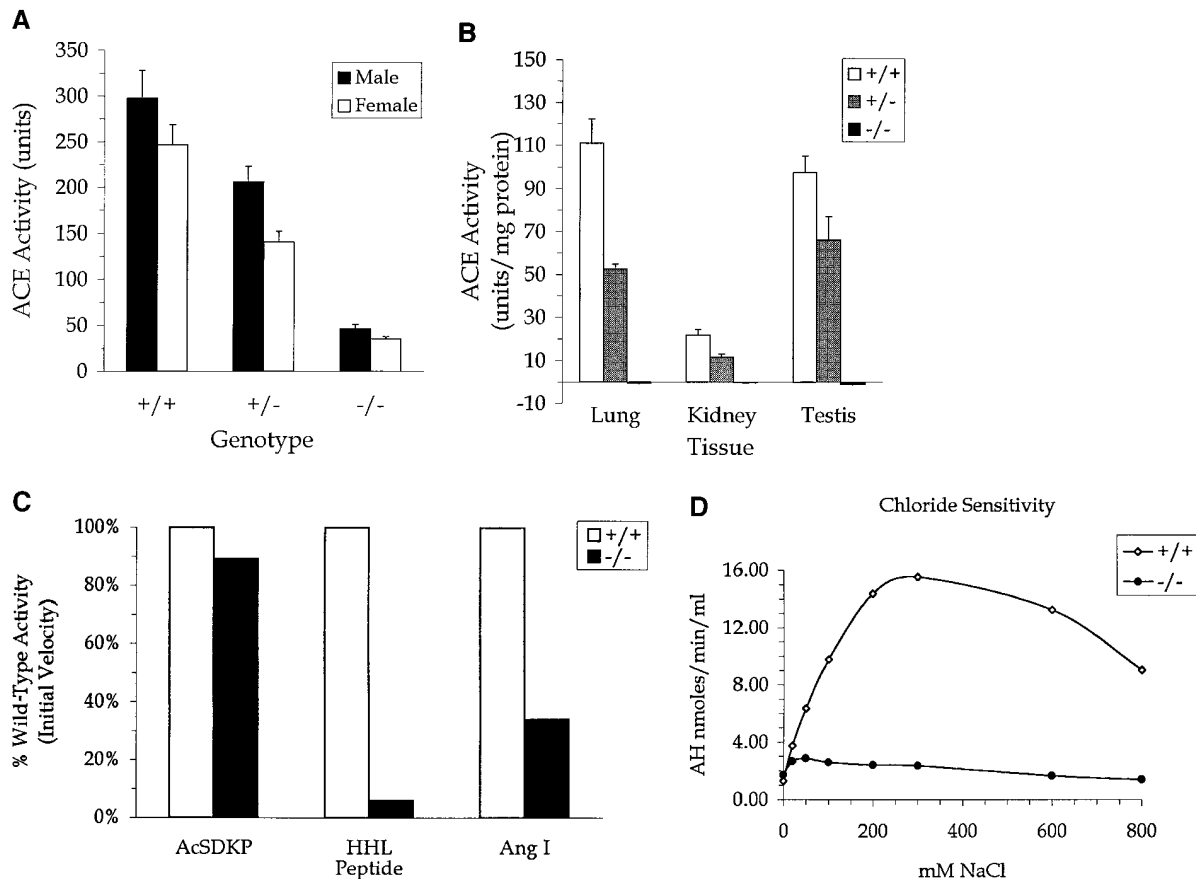 A
350
300
250
200
150
100
50
0
ACE Activity (units)
Male
Female
+/+
+/-
-/-
Genotype
B
150
130
110
90
70
50
30
10
-10
ACE Activity
(units/mg protein)
+/+
+/-
-/-
Lung
Kidney
Testis
Tissue
C
100%
80%
60%
40%
20%
0%
% Wild-Type Activity
(Initial Velocity)
+/+
-/-
AcSDKP
HHL
Ang I
Peptide
D
Chloride Sensitivity
+/+
-/-
16.00
12.00
8.00
4.00
0.00
AH nmoles/min/ml
0
200
400
600
800
mM NaCl